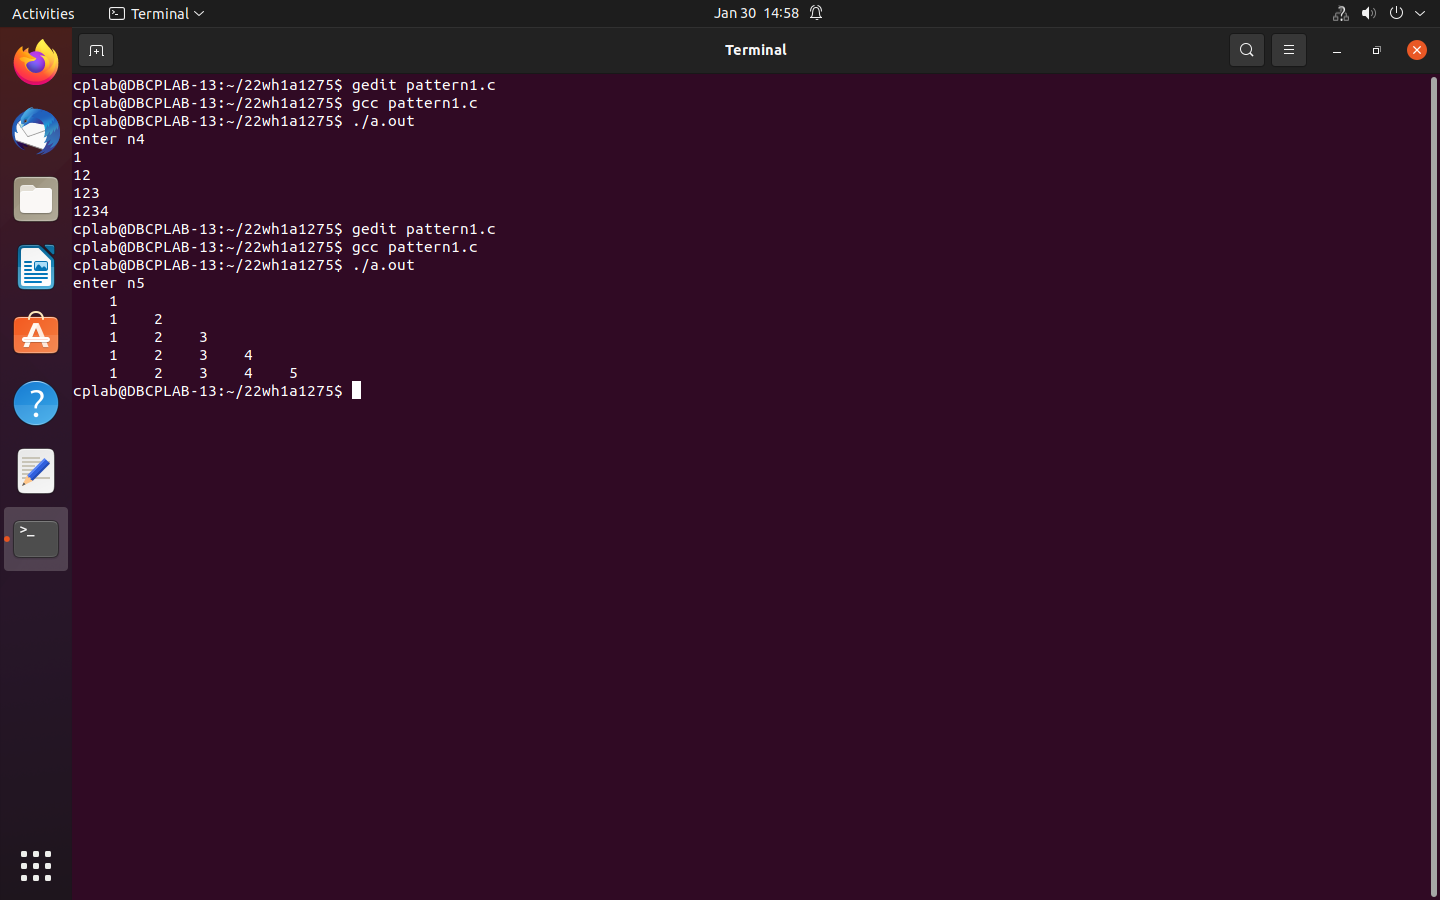 Activities Terminal Jan 30 14:58
Terminal
cplab@DBCPLAB-13:~/22wh1a1275$ gedit pattern1.c
cplab@DBCPLAB-13:~/22wh1a1275$ gcc pattern1.c
cplab@DBCPLAB-13:~/22wh1a1275$ ./a.out
enter n4
1
12
123
1234
cplab@DBCPLAB-13:~/22wh1a1275$ gedit pattern1.c
cplab@DBCPLAB-13:~/22wh1a1275$ gcc pattern1.c
cplab@DBCPLAB-13:~/22wh1a1275$ ./a.out
enter n5
    1
    1    2
    1    2    3
    1    2    3    4
    1    2    3    4    5
cplab@DBCPLAB-13:~/22wh1a1275$